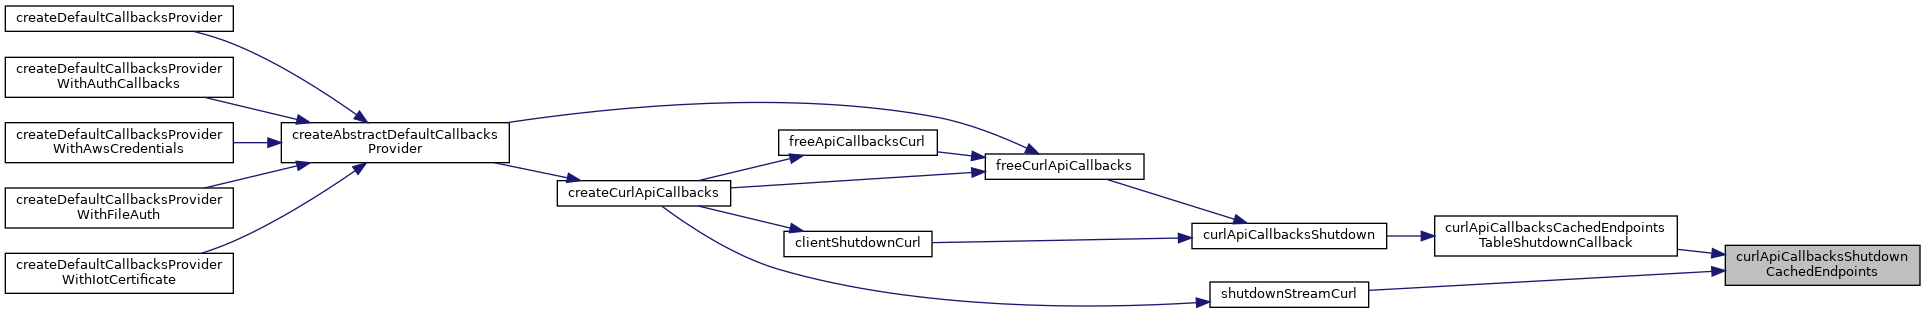 createDefaultCallbacksProvider
createDefaultCallbacksProvider
WithAuthCallbacks
createDefaultCallbacksProvider
WithAwsCredentials
createDefaultCallbacksProvider
WithFileAuth
createDefaultCallbacksProvider
WithIotCertificate
createAbstractDefaultCallbacks
Provider
createCurlApiCallbacks
freeApiCallbacksCurl
clientShutdownCurl
freeCurlApiCallbacks
curlApiCallbacksShutdown
shutdownStreamCurl
curlApiCallbacksCachedEndpoints
TableShutdownCallback
curlApiCallbacksShutdown
CachedEndpoints